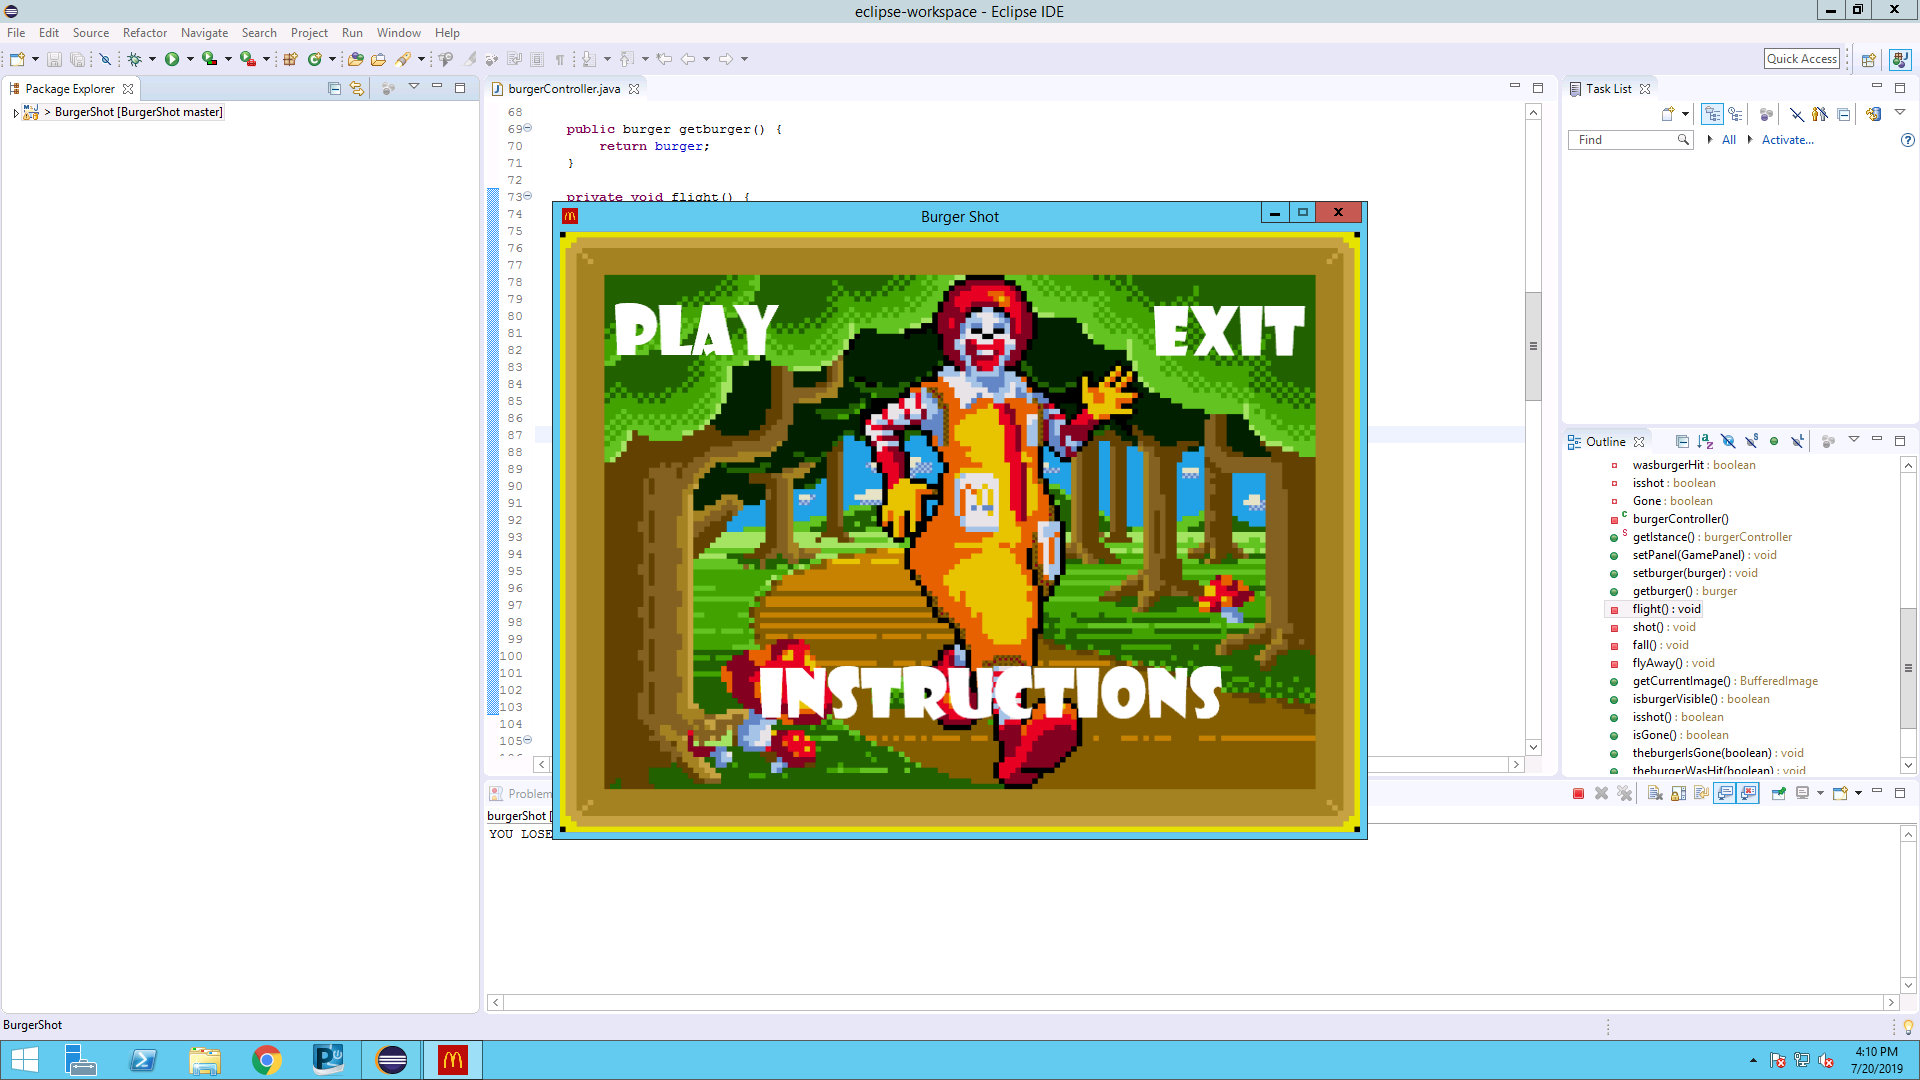 eclipse-workspace - Eclipse IDE
File Edit Source Refactor Navigate Search Project Run Window Help
Quick Access
Package Explorer
> BurgerShot [BurgerShot master]
burgerController.java
68
69 public burger getburger() {
70 return burger;
71 }
72
73 private void flight() {
74
75
76
77
78
79
80
81
82
83
84
85
86
87
88
89
90
91
92
93
94
95
96
97
98
99
100
101
102
103
104
105
Burger Shot
PLAY
EXIT
INSTRUCTIONS
Task List
Find
All
Activate...
Outline
wasburgerHit : boolean
isshot : boolean
Gone : boolean
burgerController()
getIstance() : burgerController
setPanel(GamePanel) : void
setburger(burger) : void
getburger() : burger
flight() : void
shot() : void
fall() : void
flyAway() : void
getCurrentImage() : BufferedImage
isburgerVisible() : boolean
isshot() : boolean
isGone() : boolean
theburgerIsGone(boolean) : void
theburgerWasHit(boolean) : void
Problem
burgerShot [
YOU LOSE
BurgerShot
4:10 PM
7/20/2019